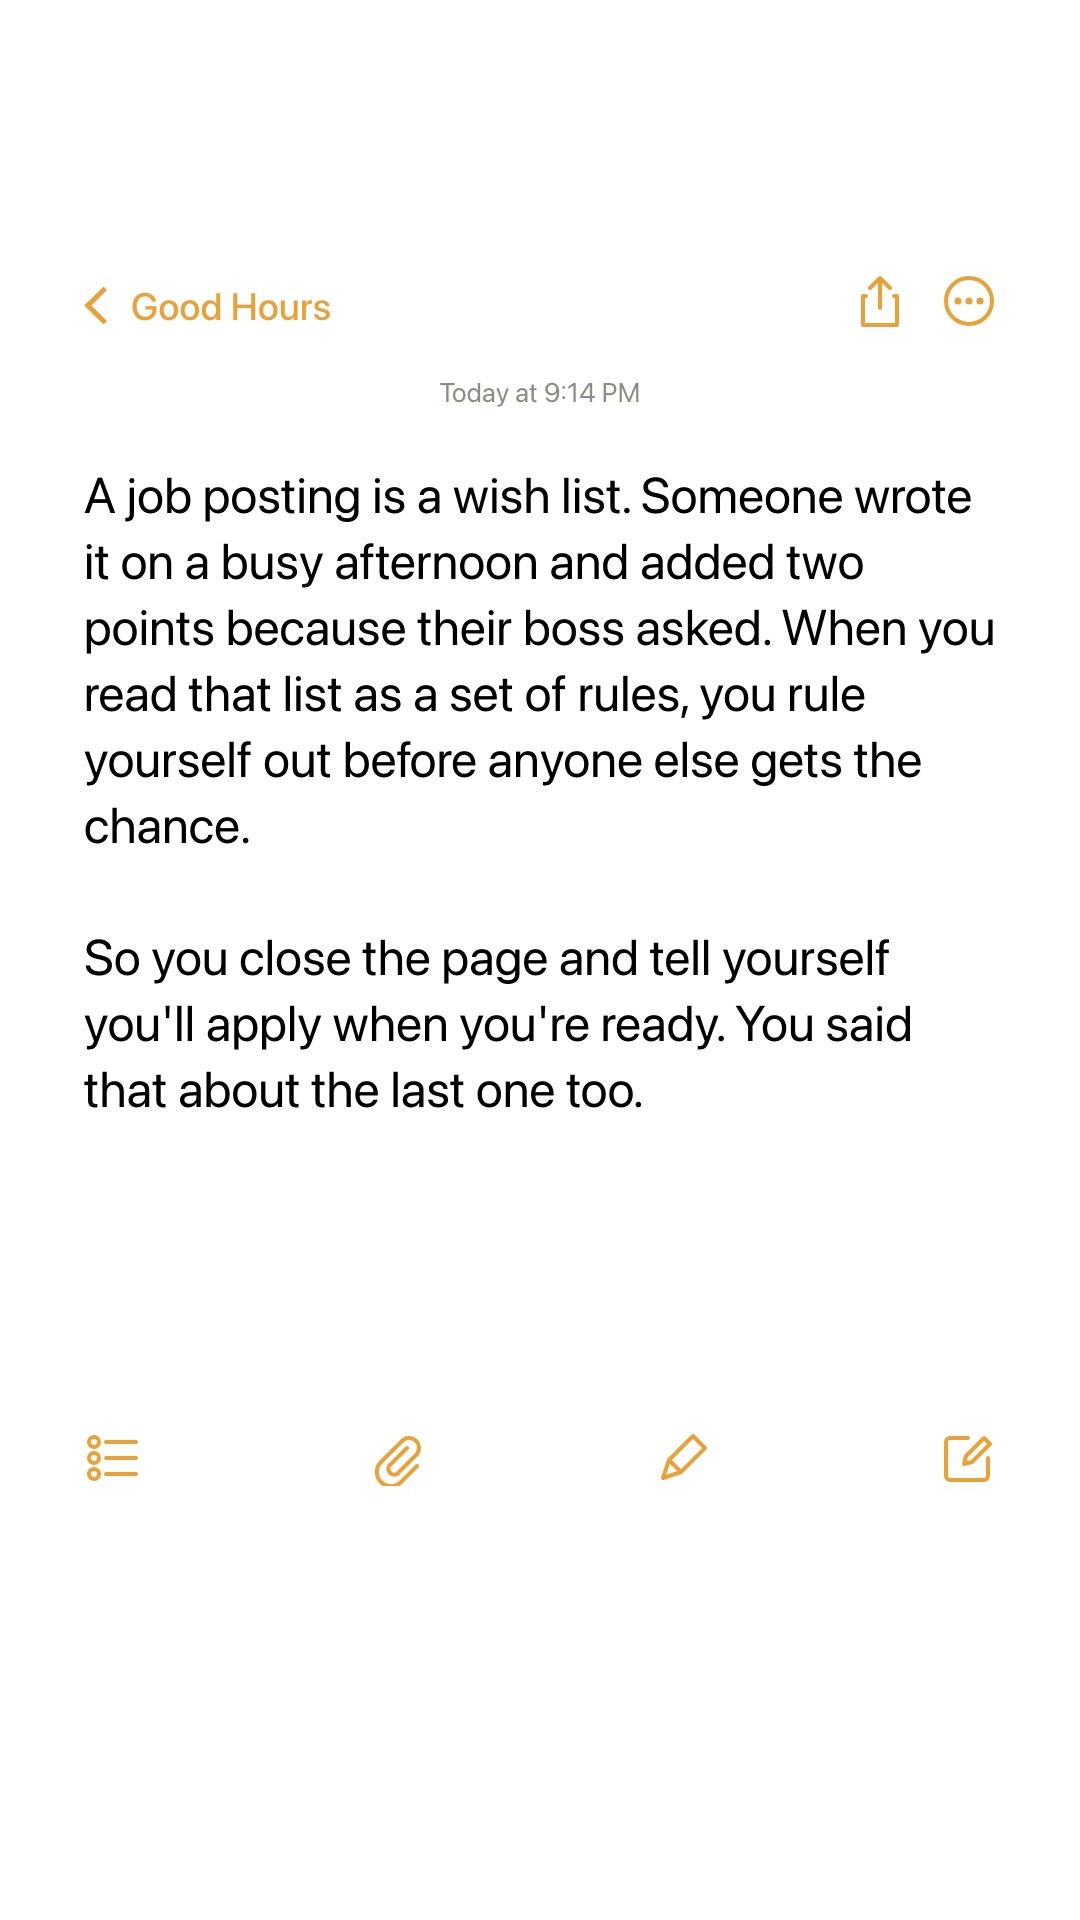 Good Hours
Today at 9:14 PM
A job posting is a wish list. Someone wrote
it on a busy afternoon and added two
points because their boss asked. When you
read that list as a set of rules, you rule
yourself out before anyone else gets the
chance.
So you close the page and tell yourself
you'll apply when you're ready. You said
that about the last one too.